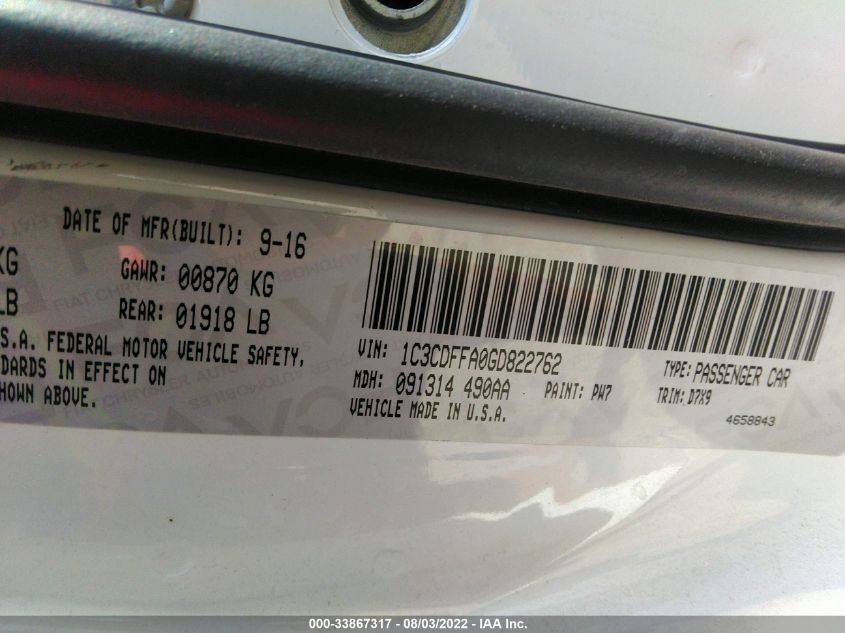 DATE OF MFR(BUILT): 9-16
KG GAWR: 00870 KG
LB REAR: 01918 LB
S.A. FEDERAL MOTOR VEHICLE SAFETY,
DARDS IN EFFECT ON
SHOWN ABOVE.
VIN: 1C3CDFFA0GD822762
TYPE: PASSENGER CAR
MDH: 091314 490AA PAINT: PW7 TRIM: D7X9
VEHICLE MADE IN U.S.A.
4658843
000-33867317 - 08/03/2022 - IAA Inc.